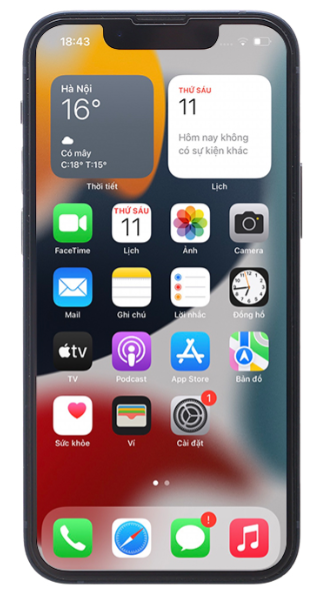 18:43
Hà Nội
16°
Có mây
C:18° T:15°
Thời tiết
THỨ SÁU
11
Hôm nay không
có sự kiện khác
Lịch
FaceTime
THỨ SÁU
11
Lịch
Ảnh
Camera
Mail
Ghi chú
Lời nhắc
Đồng hồ
tv
TV
Podcast
App Store
Bản đồ
Sức khỏe
Ví
1
Cài đặt
!